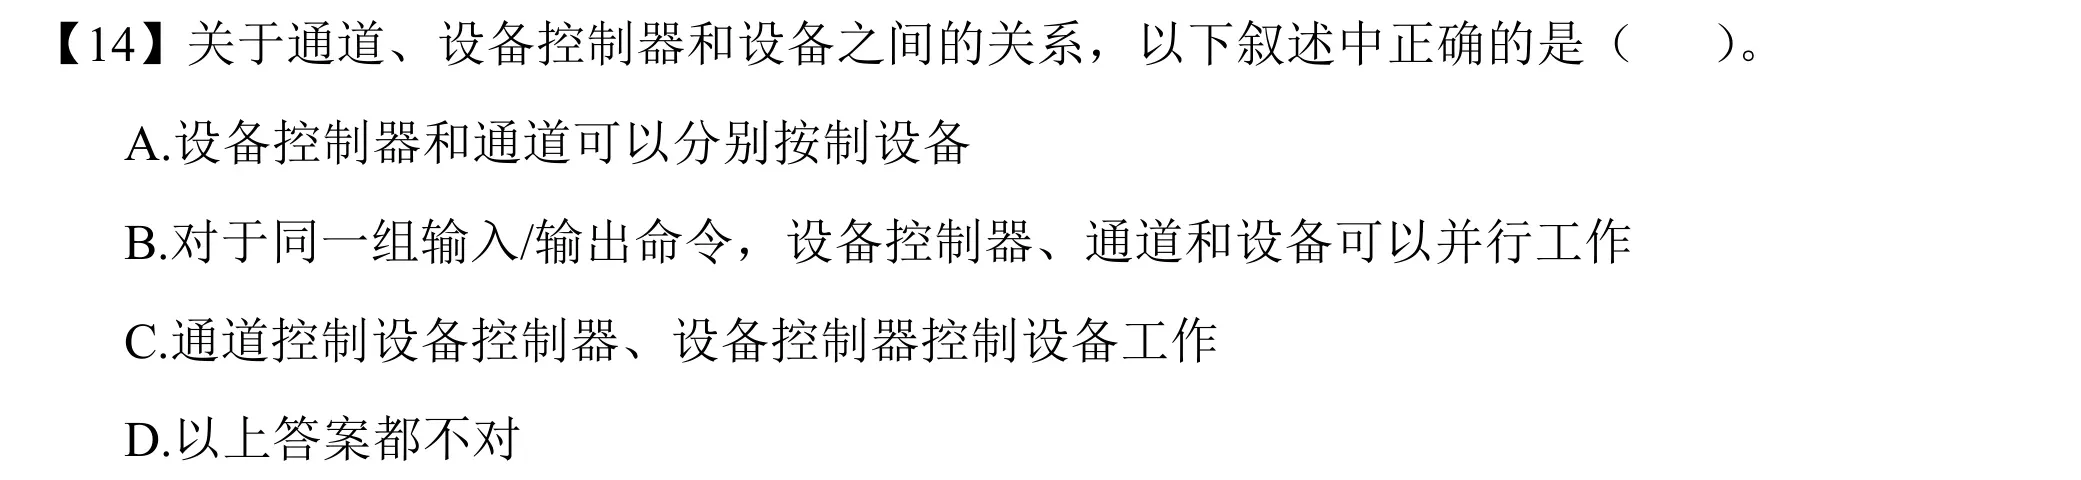 【14】关于通道、设备控制器和设备之间的关系，以下叙述中正确的是（　　）。
A.设备控制器和通道可以分别按制设备
B.对于同一组输入/输出命令，设备控制器、通道和设备可以并行工作
C.通道控制设备控制器、设备控制器控制设备工作
D.以上答案都不对